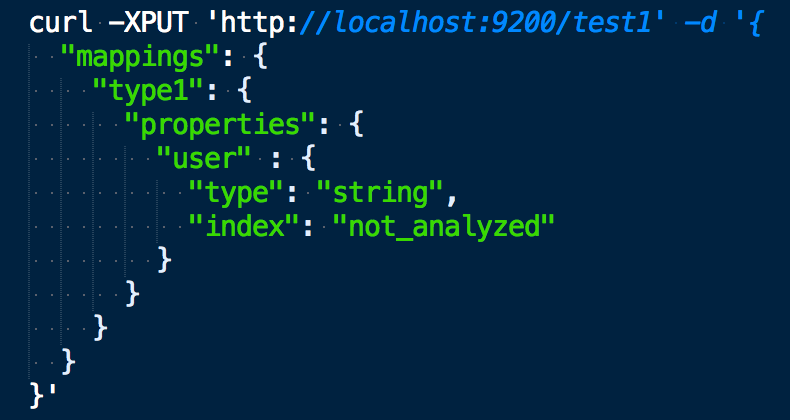 curl -XPUT 'http://localhost:9200/test1' -d '{
  "mappings": {
    "type1": {
      "properties": {
        "user" : {
          "type": "string",
          "index": "not_analyzed"
        }
      }
    }
  }
}'